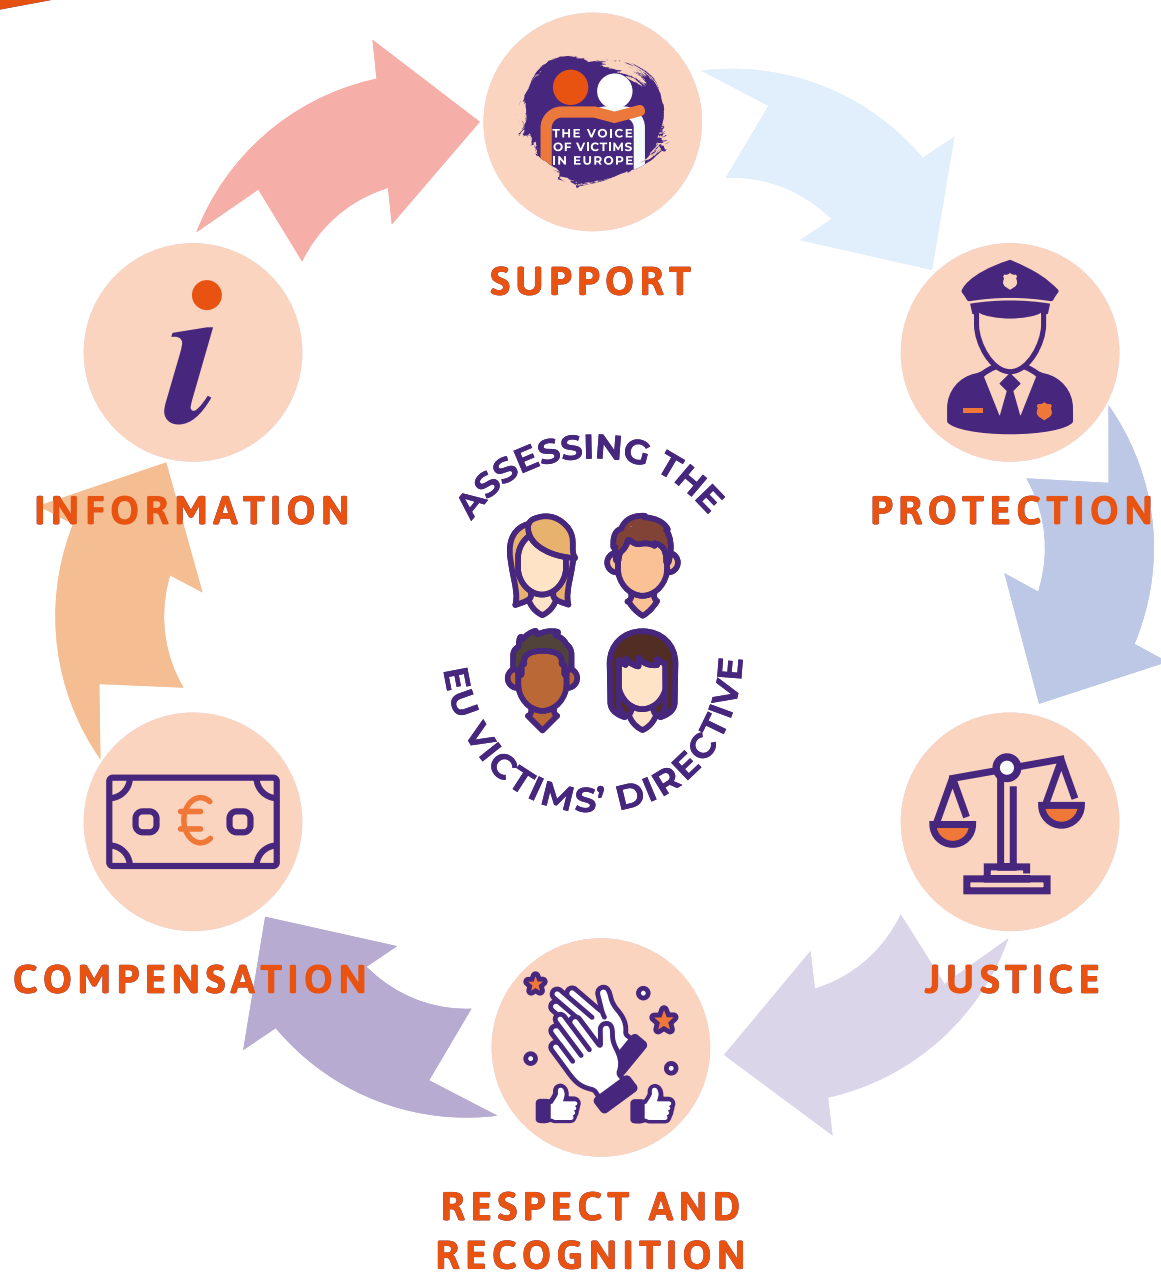 THE VOICE
OF VICTIMS
IN EUROPE
SUPPORT
INFORMATION
PROTECTION
ASSESSING THE
EU VICTIMS’ DIRECTIVE
€
COMPENSATION
JUSTICE
RESPECT AND
RECOGNITION